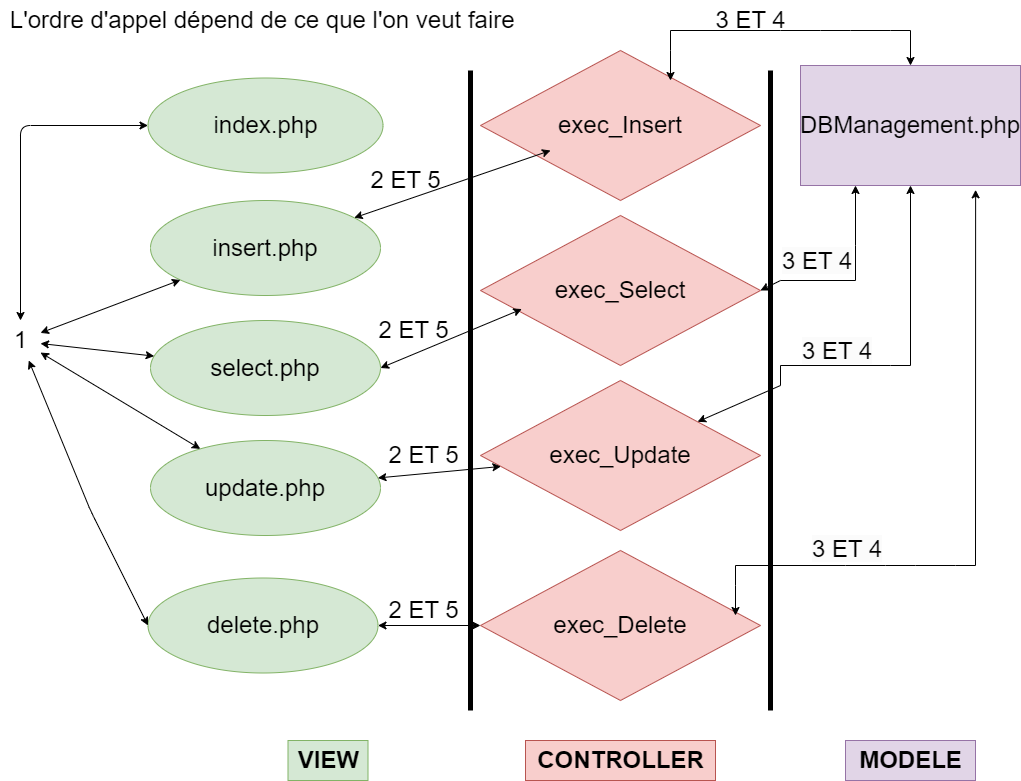 L'ordre d'appel dépend de ce que l'on veut faire
3 ET 4
index.php
exec_Insert
DBManagement.php
2 ET 5
insert.php
3 ET 4
exec_Select
2 ET 5
1
select.php
3 ET 4
2 ET 5
exec_Update
update.php
3 ET 4
2 ET 5
delete.php
exec_Delete
VIEW
CONTROLLER
MODELE